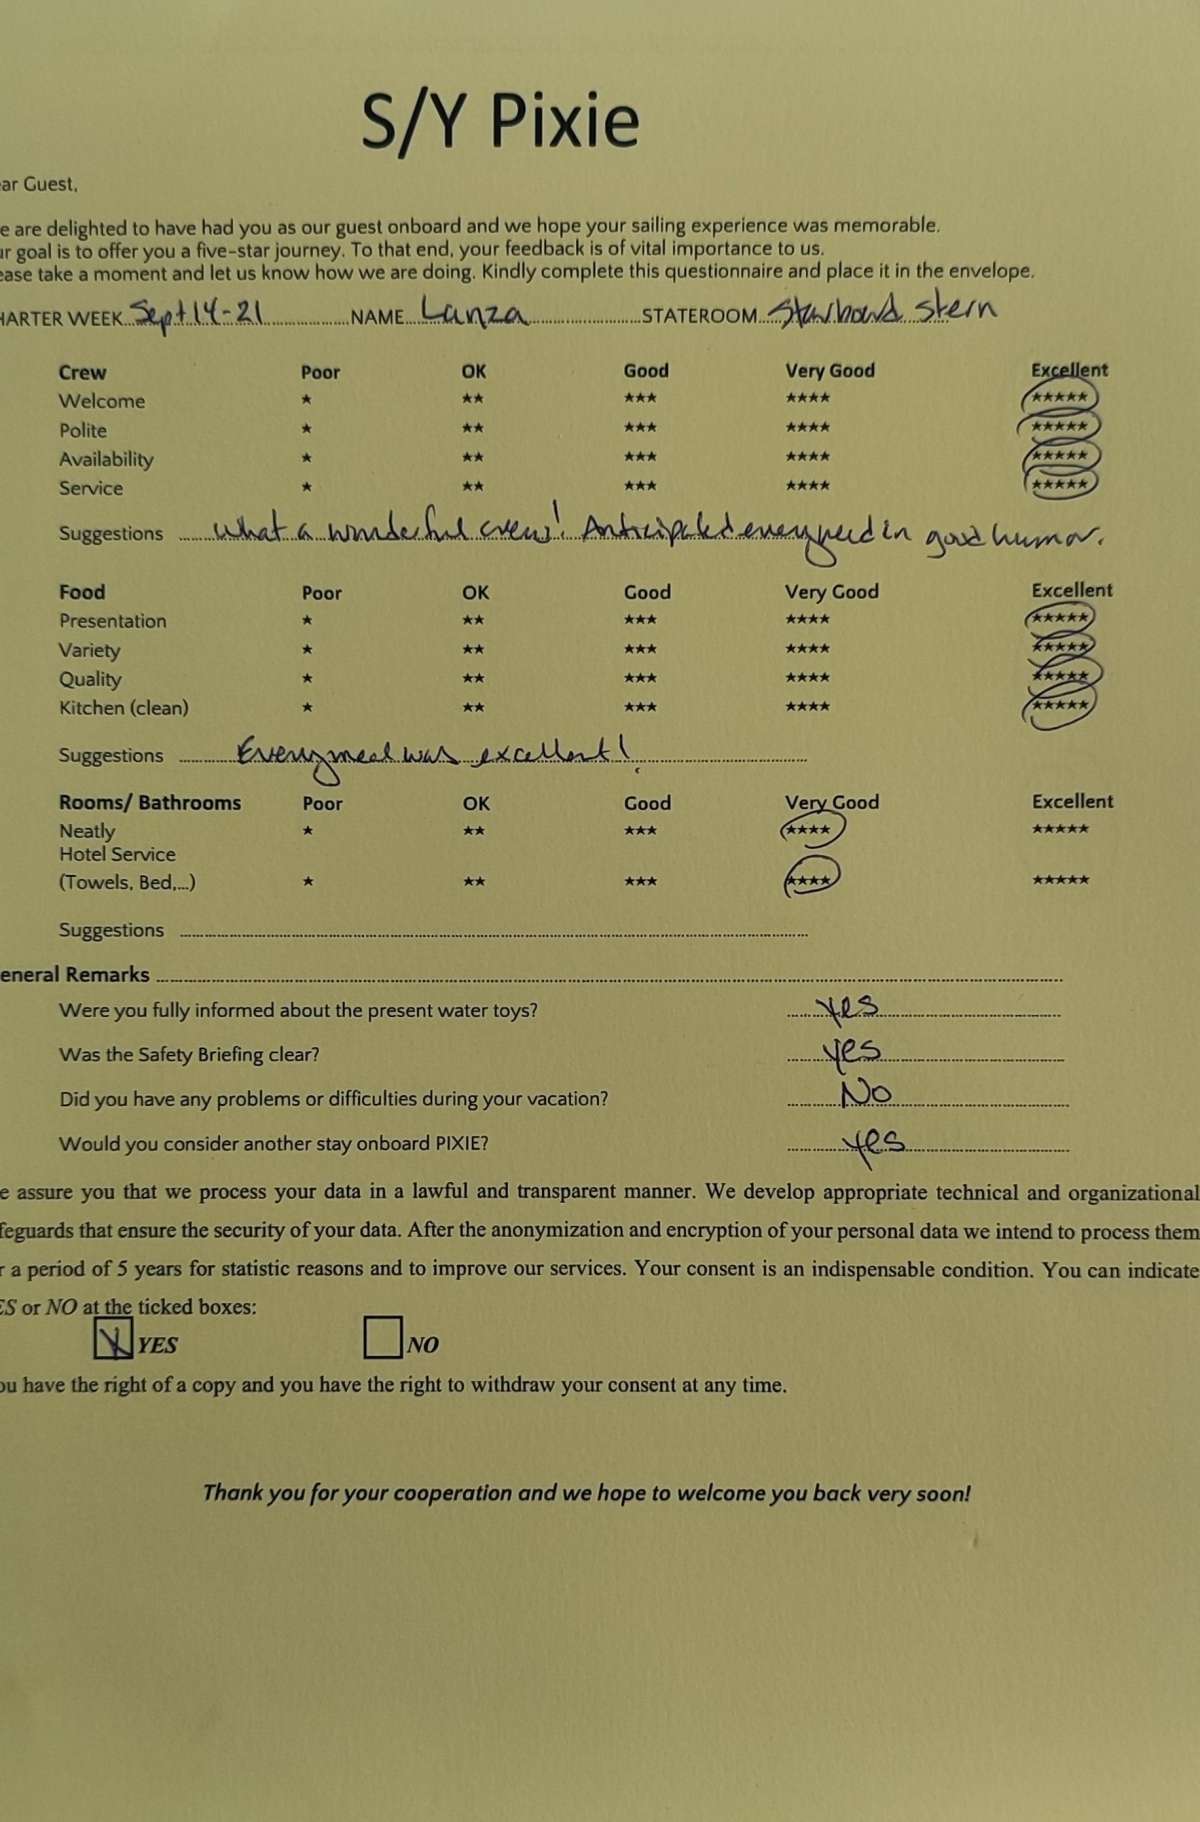 S/Y Pixie
ar Guest,
e are delighted to have had you as our guest onboard and we hope your sailing experience was memorable.
ur goal is to offer you a five-star journey. To that end, your feedback is of vital importance to us.
ease take a moment and let us know how we are doing. Kindly complete this questionnaire and place it in the envelope.
HARTER WEEK Sept 14-21 NAME Lanza STATEROOM Starboard Stern
Crew Poor OK Good Very Good Excellent
Welcome * ** *** **** *****
Polite * ** *** **** *****
Availability * ** *** **** *****
Service * ** *** **** *****
Suggestions What a wonderful crew! Anticipated every need in good humor.
Food Poor OK Good Very Good Excellent
Presentation * ** *** **** *****
Variety * ** *** **** *****
Quality * ** *** **** *****
Kitchen (clean) * ** *** **** *****
Suggestions Every meal was excellent!
Rooms/ Bathrooms Poor OK Good Very Good Excellent
Neatly * ** *** **** *****
Hotel Service
(Towels, Bed,...) * ** *** **** *****
Suggestions
eneral Remarks
Were you fully informed about the present water toys? yes
Was the Safety Briefing clear? yes
Did you have any problems or difficulties during your vacation? No
Would you consider another stay onboard PIXIE? yes
e assure you that we process your data in a lawful and transparent manner. We develop appropriate technical and organizational
feguards that ensure the security of your data. After the anonymization and encryption of your personal data we intend to process them
r a period of 5 years for statistic reasons and to improve our services. Your consent is an indispensable condition. You can indicate
ES or NO at the ticked boxes:
YES NO
ou have the right of a copy and you have the right to withdraw your consent at any time.
Thank you for your cooperation and we hope to welcome you back very soon!